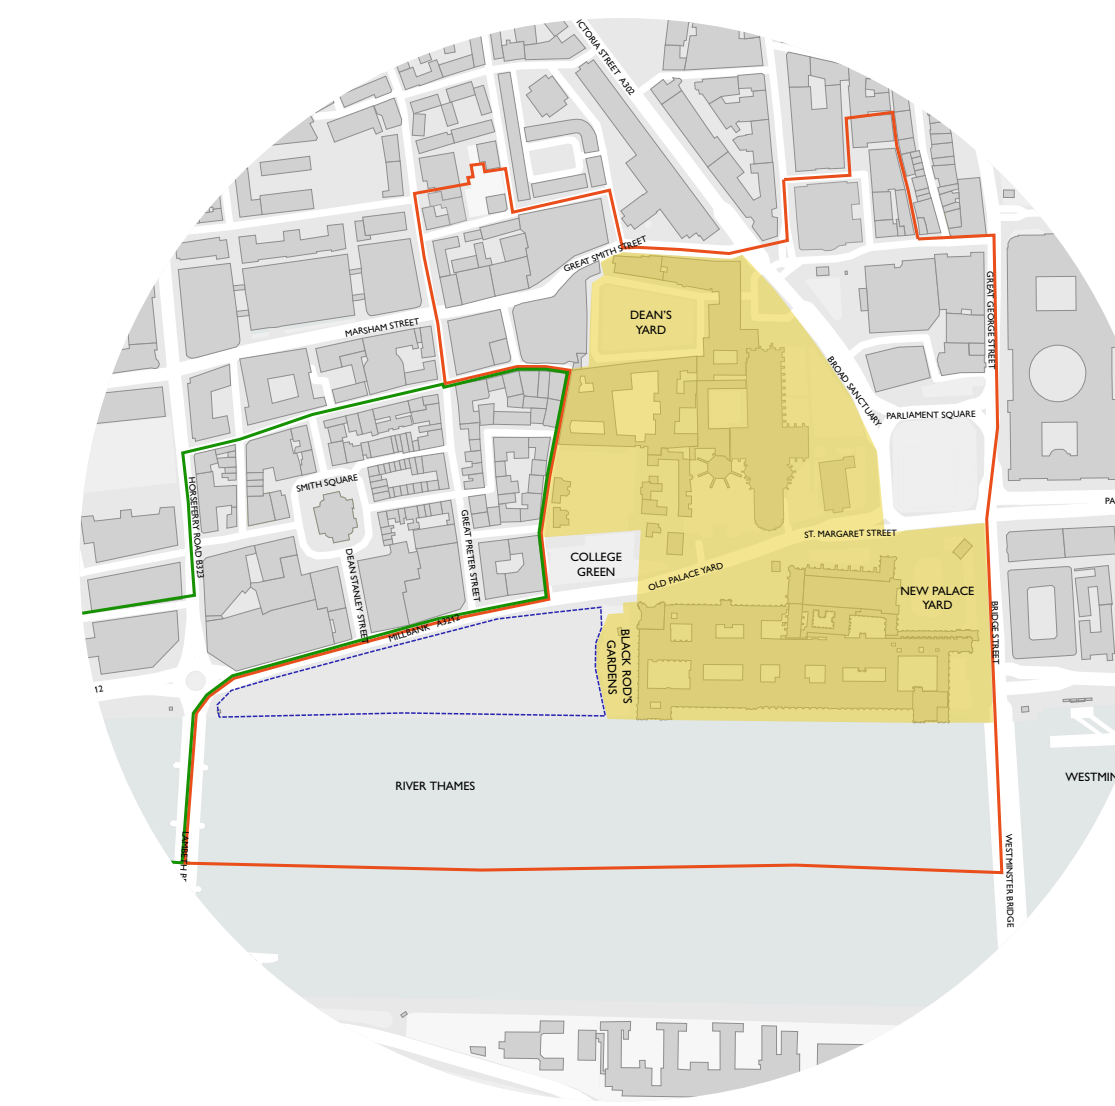 ICTORIA STREET A302
GREAT SMITH STREET
DEAN'S
YARD
GREAT GEORGE STREET
MARSHAM STREET
BROAD SANCTUARY
PARLIAMENT SQUARE
SMITH SQUARE
HORSEFERRY ROAD B323
GREAT PRETER STREET
PA
ST. MARGARET STREET
COLLEGE
GREEN
OLD PALACE YARD
DEAN STANLEY STREET
NEW PALACE
YARD
MILLBANK A3212
BLACK ROD'S
GARDENS
BRIDGE STREET
12
RIVER THAMES
WESTMIN
LAMBETH
WESTMINSTER BRIDGE